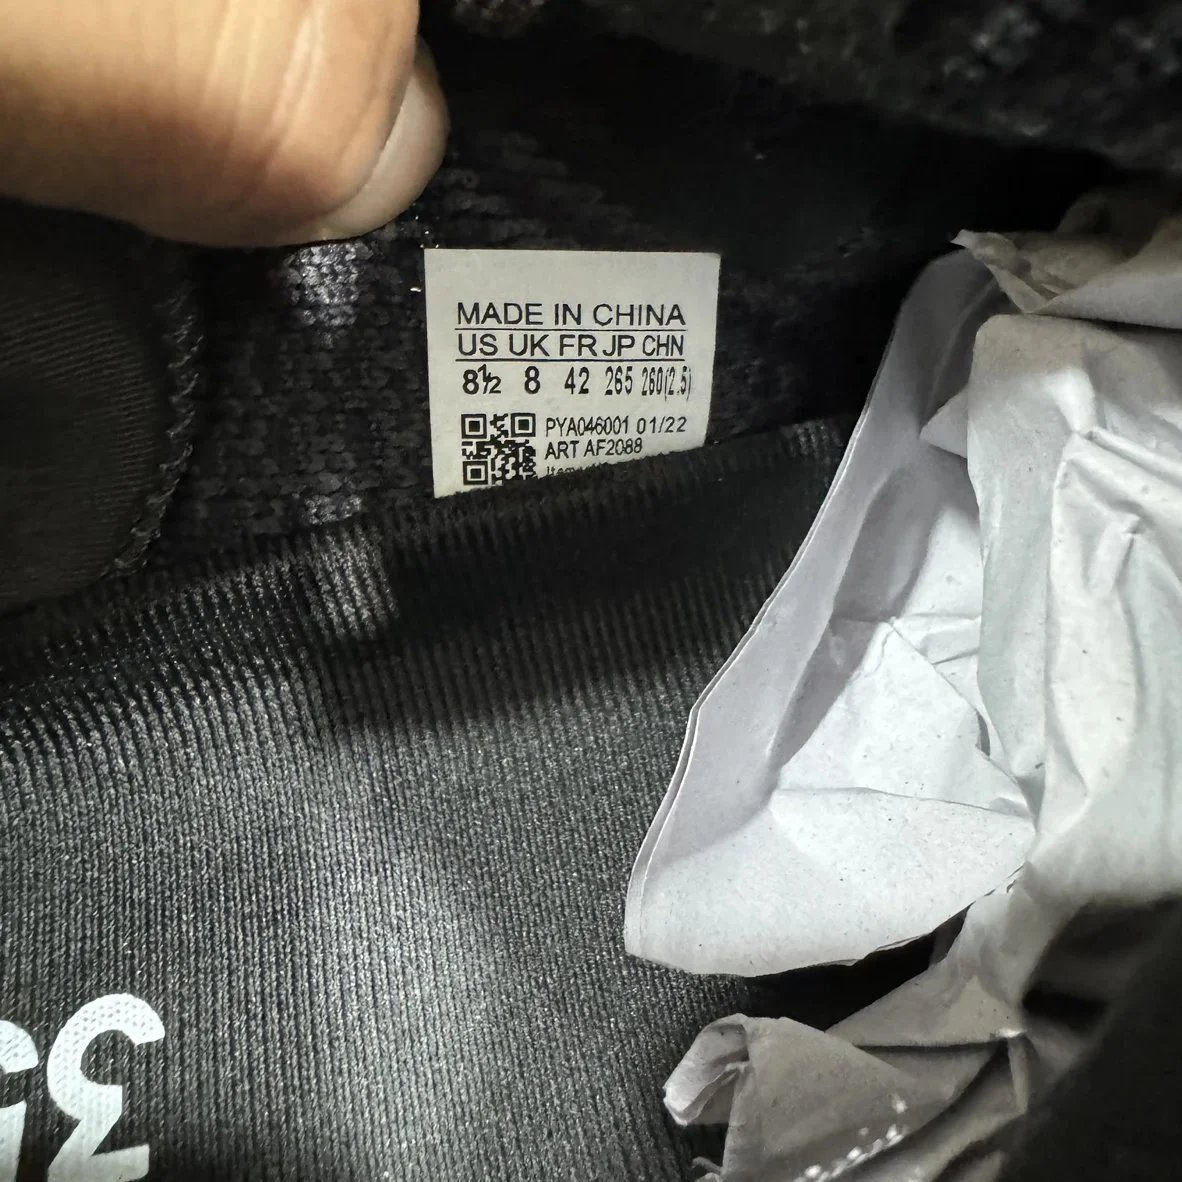 MADE IN CHINA
US UK FR JP CHN
8½ 8 42 265 260(2.5)
PYA046001 01/22
ART AF2088